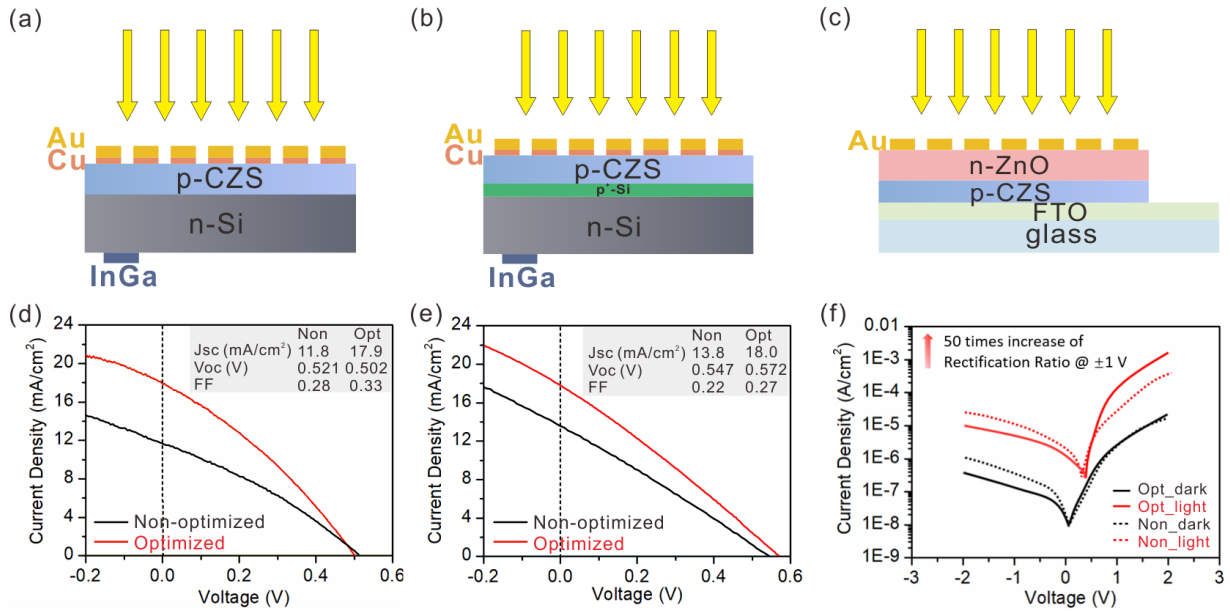 (a)
Au
Cu
p-CZS
n-Si
InGa
(b)
Au
Cu
p-CZS
p⁺-Si
n-Si
InGa
(c)
Au
n-ZnO
p-CZS
FTO
glass
(d)
Non Opt
Jsc (mA/cm²) 11.8 17.9
Voc (V) 0.521 0.502
FF 0.28 0.33
Current Density (mA/cm²)
24
20
16
12
8
4
0
Non-optimized
Optimized
-0.2 0.0 0.2 0.4 0.6
Voltage (V)
(e)
Non Opt
Jsc (mA/cm²) 13.8 18.0
Voc (V) 0.547 0.572
FF 0.22 0.27
Current Density (mA/cm²)
24
20
16
12
8
4
0
Non-optimized
Optimized
-0.2 0.0 0.2 0.4 0.6
Voltage (V)
(f)
50 times increase of
Rectification Ratio @ ±1 V
Current Density (A/cm²)
0.01
1E-3
1E-4
1E-5
1E-6
1E-7
1E-8
1E-9
Opt_dark
Opt_light
Non_dark
Non_light
-3 -2 -1 0 1 2 3
Voltage (V)